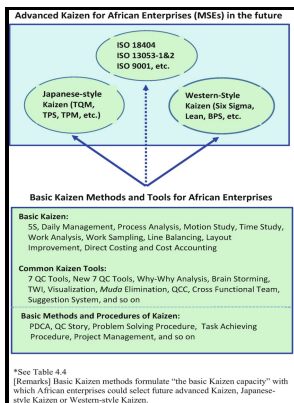 Advanced Kaizen for African Enterprises (MSEs) in the future
ISO 18404
ISO 13053-1&2
ISO 9001, etc.
Japanese-style
Kaizen (TQM,
TPS, TPM, etc.)
Western-Style
Kaizen (Six Sigma,
Lean, BPS, etc.
Basic Kaizen Methods and Tools for African Enterprises
Basic Kaizen:
5S, Daily Management, Process Analysis, Motion Study, Time Study,
Work Analysis, Work Sampling, Line Balancing, Layout
Improvement, Direct Costing and Cost Accounting
Common Kaizen Tools:
7 QC Tools, New 7 QC Tools, Why-Why Analysis, Brain Storming,
TWI, Visualization, Muda Elimination, QCC, Cross Functional Team,
Suggestion System, and so on
Basic Methods and Procedures of Kaizen:
PDCA, QC Story, Problem Solving Procedure, Task Achieving
Procedure, Project Management, and so on
*See Table 4.4
[Remarks] Basic Kaizen methods formulate "the basic Kaizen capacity" with
which African enterprises could select future advanced Kaizen, Japanese-
style Kaizen or Western-style Kaizen.